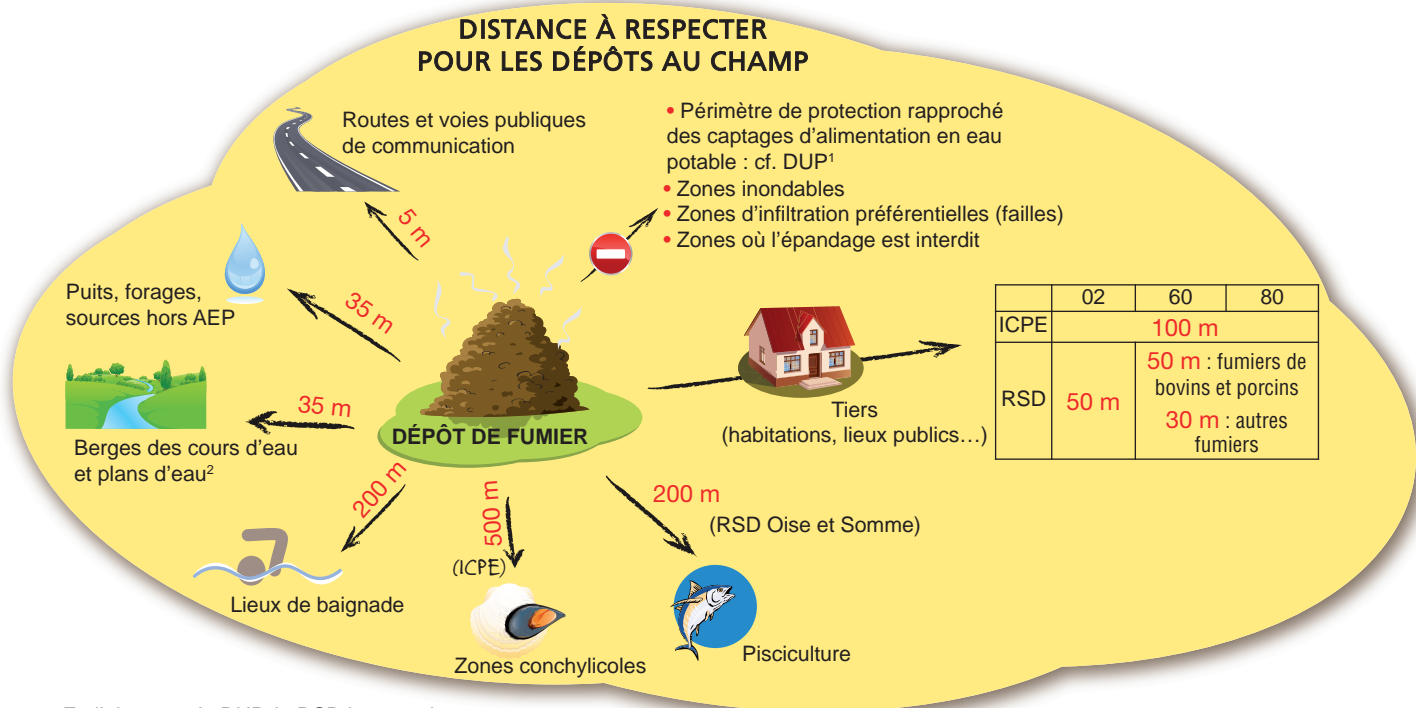 DISTANCE À RESPECTER
POUR LES DÉPÔTS AU CHAMP
Routes et voies publiques
de communication
5 m
• Périmètre de protection rapproché
des captages d'alimentation en eau
potable : cf. DUP¹
• Zones inondables
• Zones d'infiltration préférentielles (failles)
• Zones où l'épandage est interdit
Puits, forages,
sources hors AEP
35 m
Berges des cours d'eau
et plans d'eau²
35 m
DÉPÔT DE FUMIER
Tiers
(habitations, lieux publics…)
02 60 80
ICPE 100 m
RSD 50 m
50 m : fumiers de
bovins et porcins
30 m : autres
fumiers
200 m
Lieux de baignade
500 m
(ICPE)
Zones conchylicoles
200 m
(RSD Oise et Somme)
Pisciculture